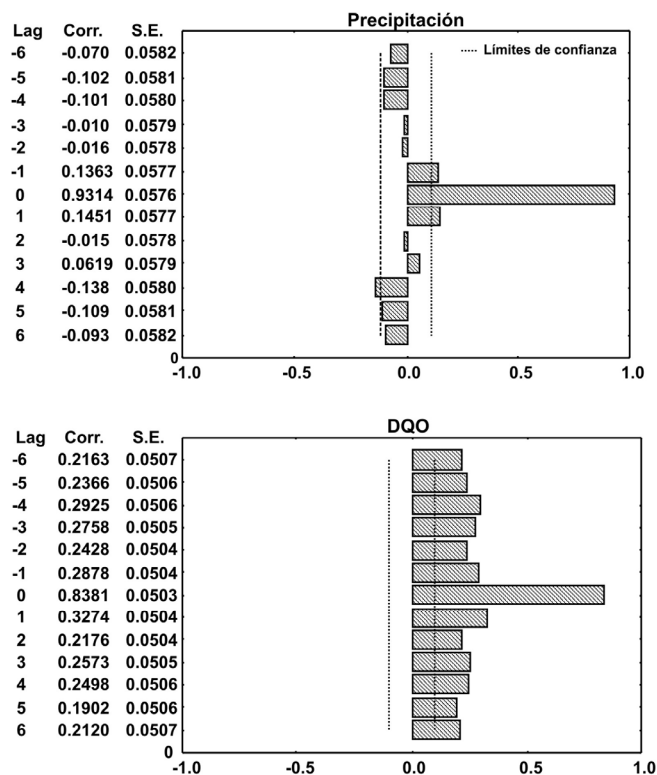 Precipitación
Lag Corr. S.E.
Límites de confianza
-6 -0.070 0.0582
-5 -0.102 0.0581
-4 -0.101 0.0580
-3 -0.010 0.0579
-2 -0.016 0.0578
-1 0.1363 0.0577
0 0.9314 0.0576
1 0.1451 0.0577
2 -0.015 0.0578
3 0.0619 0.0579
4 -0.138 0.0580
5 -0.109 0.0581
6 -0.093 0.0582
0
-1.0 -0.5 0.0 0.5 1.0
DQO
Lag Corr. S.E.
-6 0.2163 0.0507
-5 0.2366 0.0506
-4 0.2925 0.0506
-3 0.2758 0.0505
-2 0.2428 0.0504
-1 0.2878 0.0504
0 0.8381 0.0503
1 0.3274 0.0504
2 0.2176 0.0504
3 0.2573 0.0505
4 0.2498 0.0506
5 0.1902 0.0506
6 0.2120 0.0507
0
-1.0 -0.5 0.0 0.5 1.0